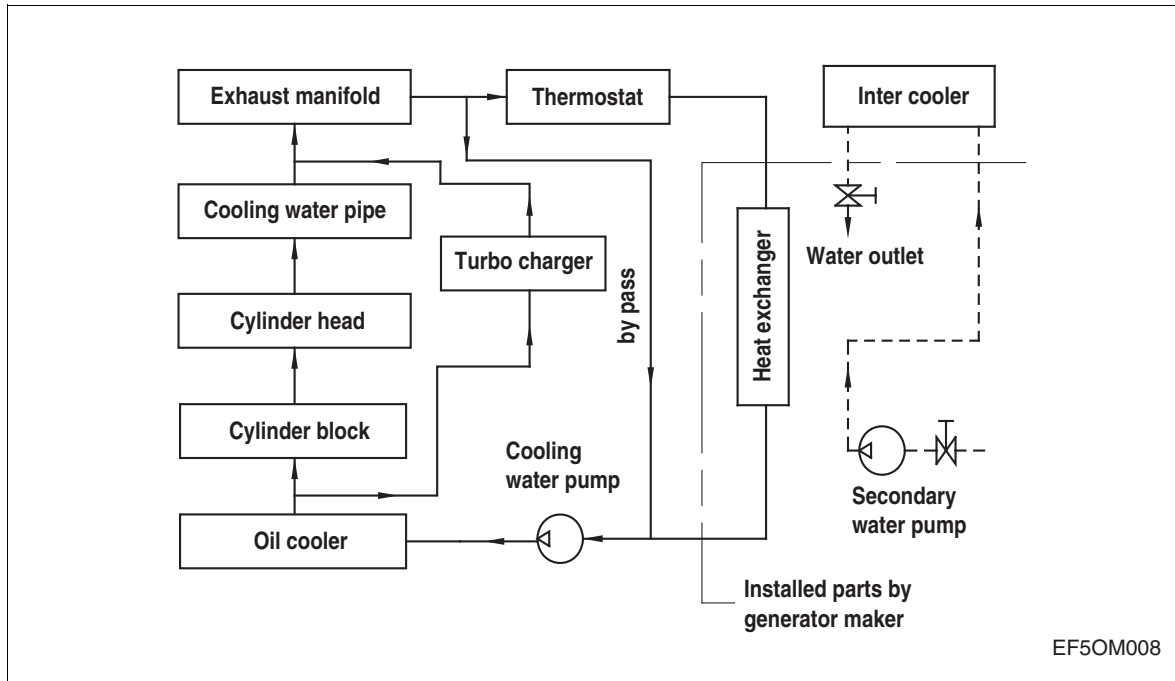 Exhaust manifold
Thermostat
Inter cooler
Cooling water pipe
Turbo charger
Water outlet
Cylinder head
by pass
Heat exchanger
Cylinder block
Cooling
water pump
Secondary
water pump
Oil cooler
Installed parts by
generator maker
EF5OM008